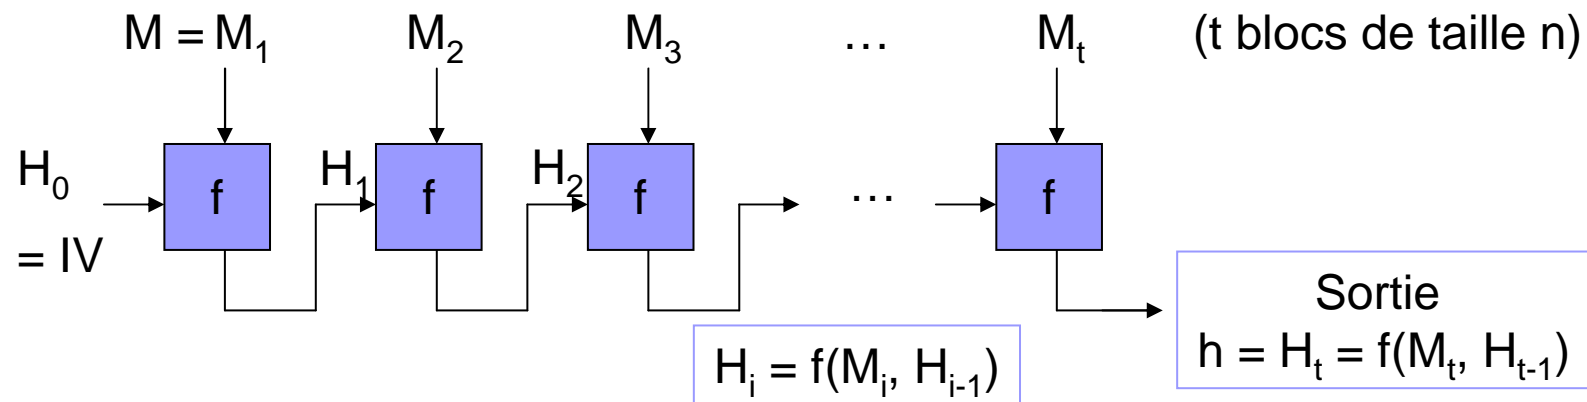 M = M₁ M₂ M₃ ... Mₜ (t blocs de taille n)
H₀ f H₁ f H₂ f ... f
= IV
Sortie
Hᵢ = f(Mᵢ, Hᵢ₋₁)
h = Hₜ = f(Mₜ, Hₜ₋₁)